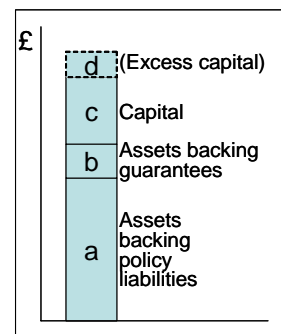 £
d (Excess capital)
c Capital
b Assets backing
guarantees
a Assets
backing
policy
liabilities